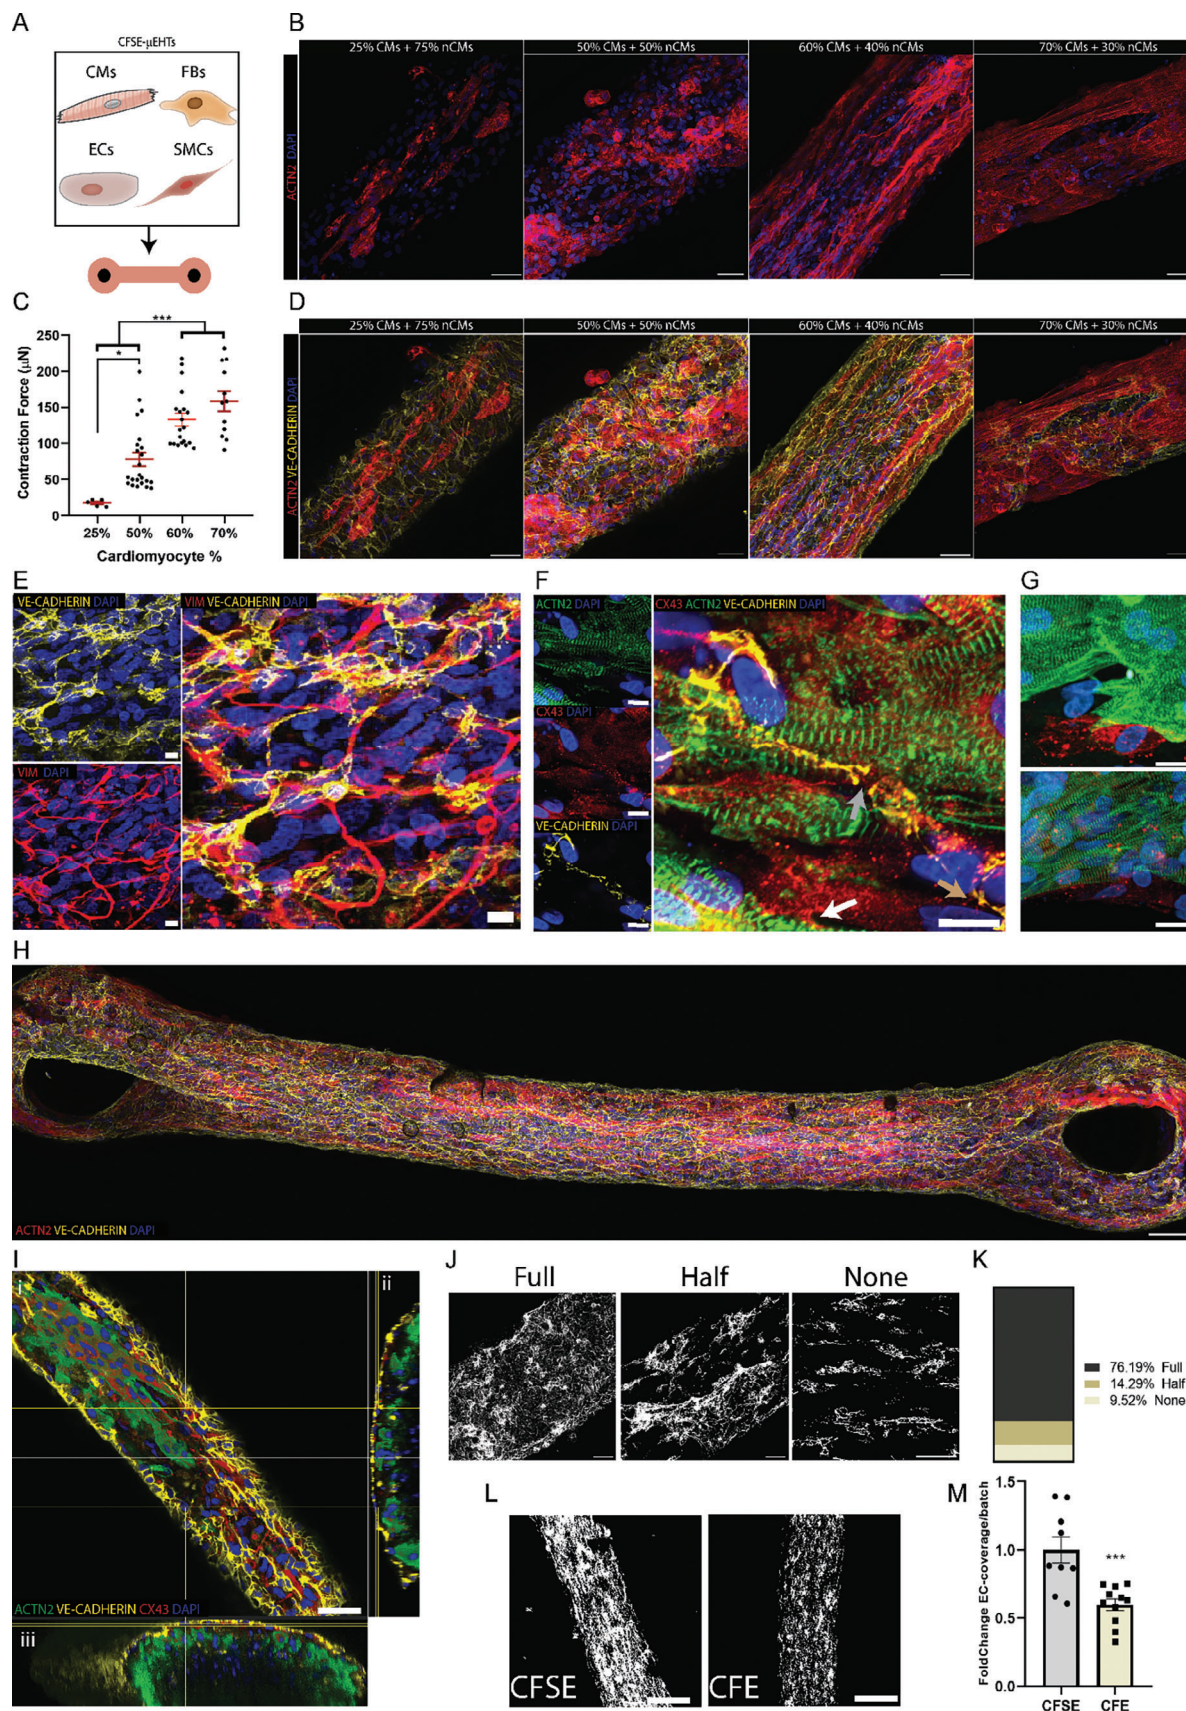 A
CFSE-μEHTs
CMs FBs
ECs SMCs
B
25% CMs + 75% nCMs 50% CMs + 50% nCMs 60% CMs + 40% nCMs 70% CMs + 30% nCMs
ACTN2 DAPI
C
Contraction Force (μN)
250
200
150
100
50
0
***
*
25% 50% 60% 70%
Cardiomyocyte %
D
25% CMs + 75% nCMs 50% CMs + 50% nCMs 60% CMs + 40% nCMs 70% CMs + 30% nCMs
ACTN2 VE-CADHERIN DAPI
E
VE-CADHERIN DAPI
VIM VE-CADHERIN DAPI
VIM DAPI
F
ACTN2 DAPI
CX43 ACTN2 VE-CADHERIN DAPI
CX43 DAPI
VE-CADHERIN DAPI
G
H
ACTN2 VE-CADHERIN DAPI
I
i
ii
ACTN2 VE-CADHERIN CX43 DAPI
iii
J
Full Half None
K
76.19% Full
14.29% Half
9.52% None
L
CFSE
CFE
M
FoldChange EC-coverage/batch
1.5
1.0
0.5
0.0
***
CFSE CFE